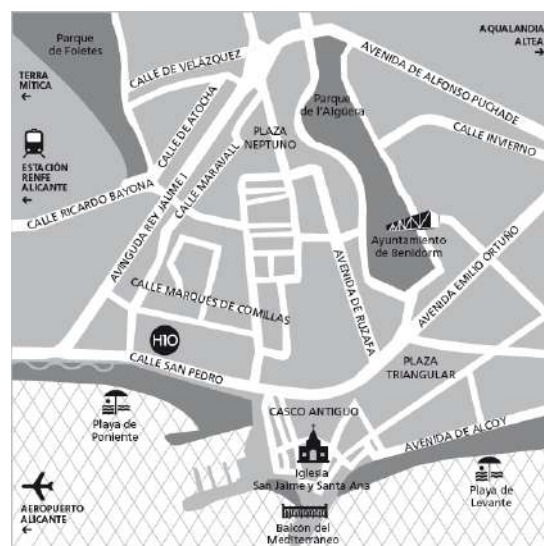 Parque
de Foietes
AQUALANDIA
ALTEA
CALLE DE VELÁZQUEZ
AVENIDA DE ALFONSO PUCHADE
TERRA
MÍTICA
Parque
de l'Aigüera
CALLE DE ATOCHA
PLAZA
NEPTUNO
CALLE INVIERNO
ESTACIÓN
RENFE
ALICANTE
CALLE MARAVALL
CALLE RICARDO BAYONA
AVINGUDA REY JAUME I
Ayuntamiento
de Benidorm
AVENIDA EMILIO ORTUÑO
AVENIDA DE RUZAFA
CALLE MARQUÉS DE COMILLAS
H10
CALLE SAN PEDRO
PLAZA
TRIANGULAR
CASCO ANTIGUO
Playa de
Poniente
AVENIDA DE ALCOY
Iglesia
San Jaime y Santa Ana
AEROPUERTO
ALICANTE
Playa de
Levante
Balcón del
Mediterráneo